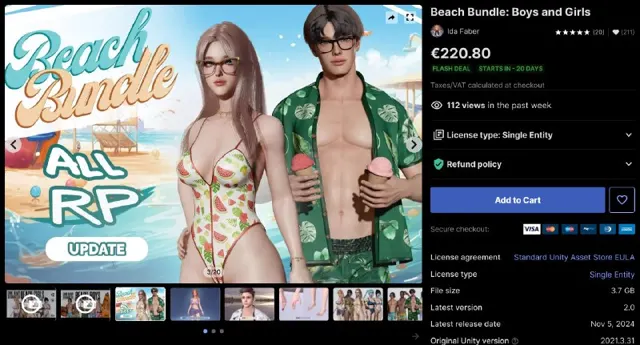 Beach
Bundle
ALL
RP
UPDATE
3/20
Beach Bundle: Boys and Girls
Ida Faber
(28)
(211)
€220.80
FLASH DEAL
STARTS IN - 20 DAYS
Taxes/VAT calculated at checkout
112 views in the past week
License type: Single Entity
Refund policy
Add to Cart
Secure checkout:
VISA
License agreement
Standard Unity Asset Store EULA
License type
Single Entity
File size
3.7 GB
Latest version
2.0
Latest release date
Nov 5, 2024
Original Unity version
2021.3.31